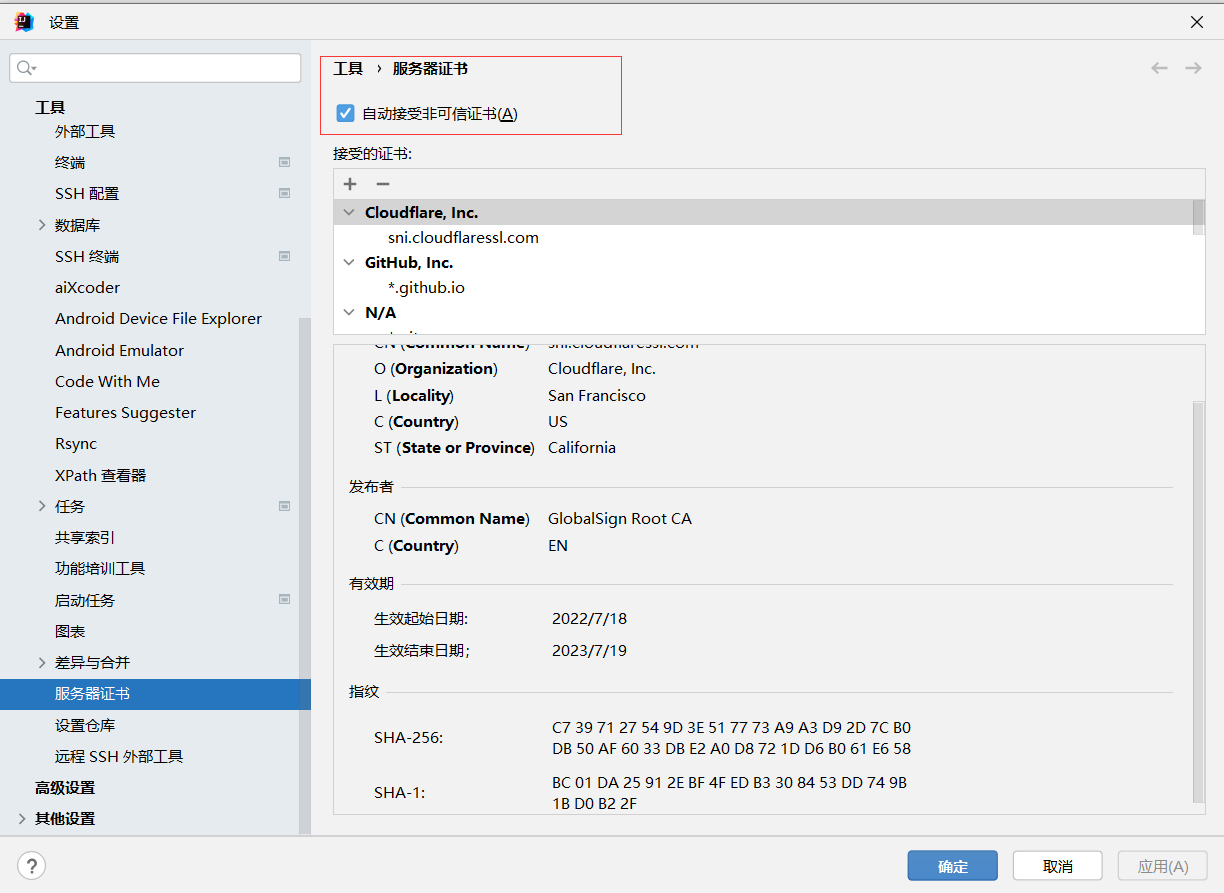 设置
工具
外部工具
终端
SSH 配置
数据库
SSH 终端
aiXcoder
Android Device File Explorer
Android Emulator
Code With Me
Features Suggester
Rsync
XPath 查看器
任务
共享索引
功能培训工具
启动任务
图表
差异与合并
服务器证书
设置仓库
远程 SSH 外部工具
高级设置
其他设置
工具 › 服务器证书
自动接受非可信证书(A)
接受的证书:
Cloudflare, Inc.
sni.cloudflaressl.com
GitHub, Inc.
*.github.io
N/A
CN (Common Name) sni.cloudflaressl.com
O (Organization) Cloudflare, Inc.
L (Locality) San Francisco
C (Country) US
ST (State or Province) California
发布者
CN (Common Name) GlobalSign Root CA
C (Country) EN
有效期
生效起始日期: 2022/7/18
生效结束日期； 2023/7/19
指纹
SHA-256: C7 39 71 27 54 9D 3E 51 77 73 A9 A3 D9 2D 7C B0
DB 50 AF 60 33 DB E2 A0 D8 72 1D D6 B0 61 E6 58
SHA-1: BC 01 DA 25 91 2E BF 4F ED B3 30 84 53 DD 74 9B
1B D0 B2 2F
?
确定
取消
应用(A)